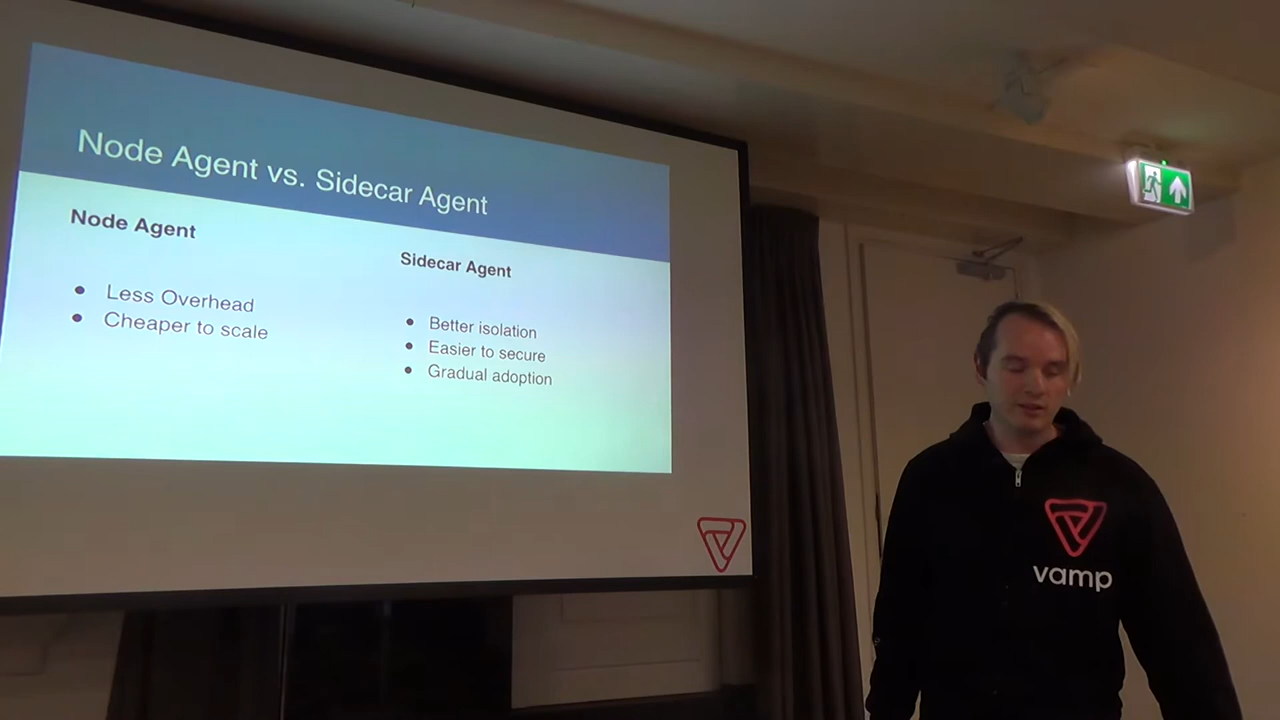 Node Agent vs. Sidecar Agent
Node Agent
● Less Overhead
● Cheaper to scale
Sidecar Agent
● Better isolation
● Easier to secure
● Gradual adoption
vamp